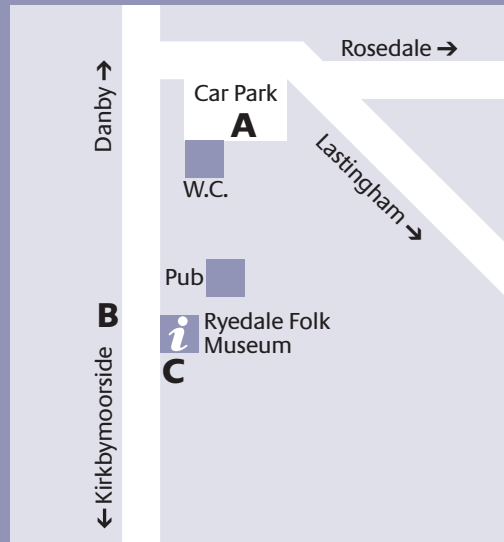 Rosedale →
Danby →
Car Park
A
Lastingham →
W.C.
Pub
B
i
Ryedale Folk
Museum
C
← Kirkbymoorside